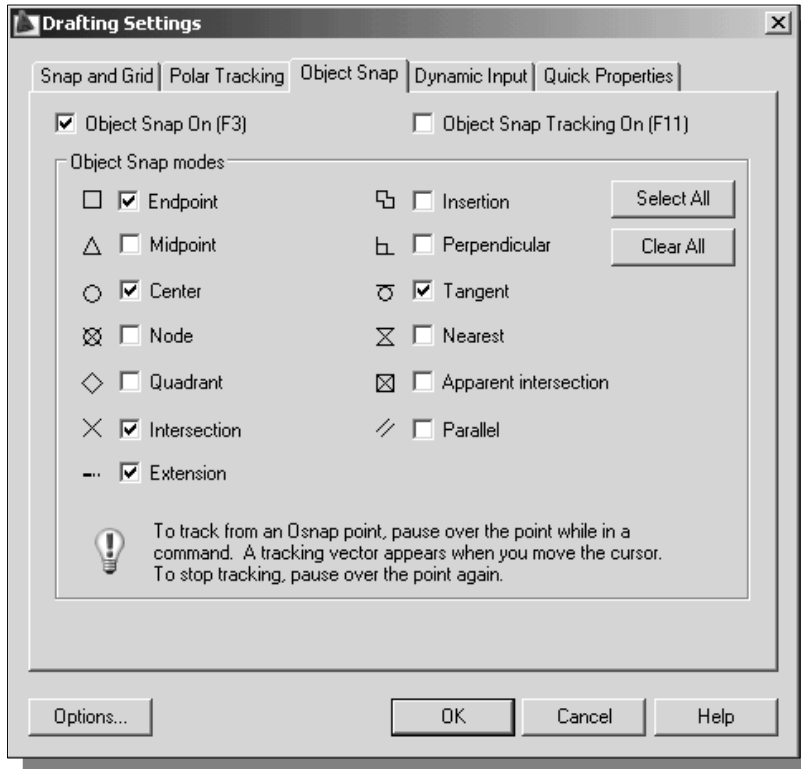 Drafting Settings
Snap and Grid
Polar Tracking
Object Snap
Dynamic Input
Quick Properties
Object Snap On (F3)
Object Snap Tracking On (F11)
Object Snap modes
Endpoint
Midpoint
Center
Node
Quadrant
Intersection
Extension
Insertion
Perpendicular
Tangent
Nearest
Apparent intersection
Parallel
Select All
Clear All
To track from an Osnap point, pause over the point while in a
command. A tracking vector appears when you move the cursor.
To stop tracking, pause over the point again.
Options...
OK
Cancel
Help